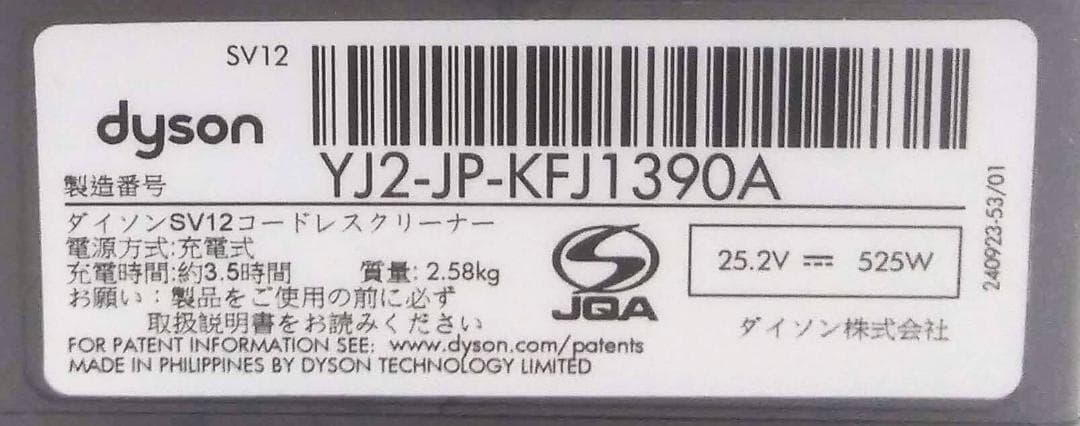 SV12
dyson
製造番号 YJ2-JP-KFJ1390A
ダイソンSV12コードレスクリーナー
電源方式:充電式
充電時間:約3.5時間 質量: 2.58kg
お願い：製品をご使用の前に必ず
取扱説明書をお読みください
FOR PATENT INFORMATION SEE: www.dyson.com/patents
MADE IN PHILIPPINES BY DYSON TECHNOLOGY LIMITED
JQA
25.2V ⎓ 525W
ダイソン株式会社
240923-53/01